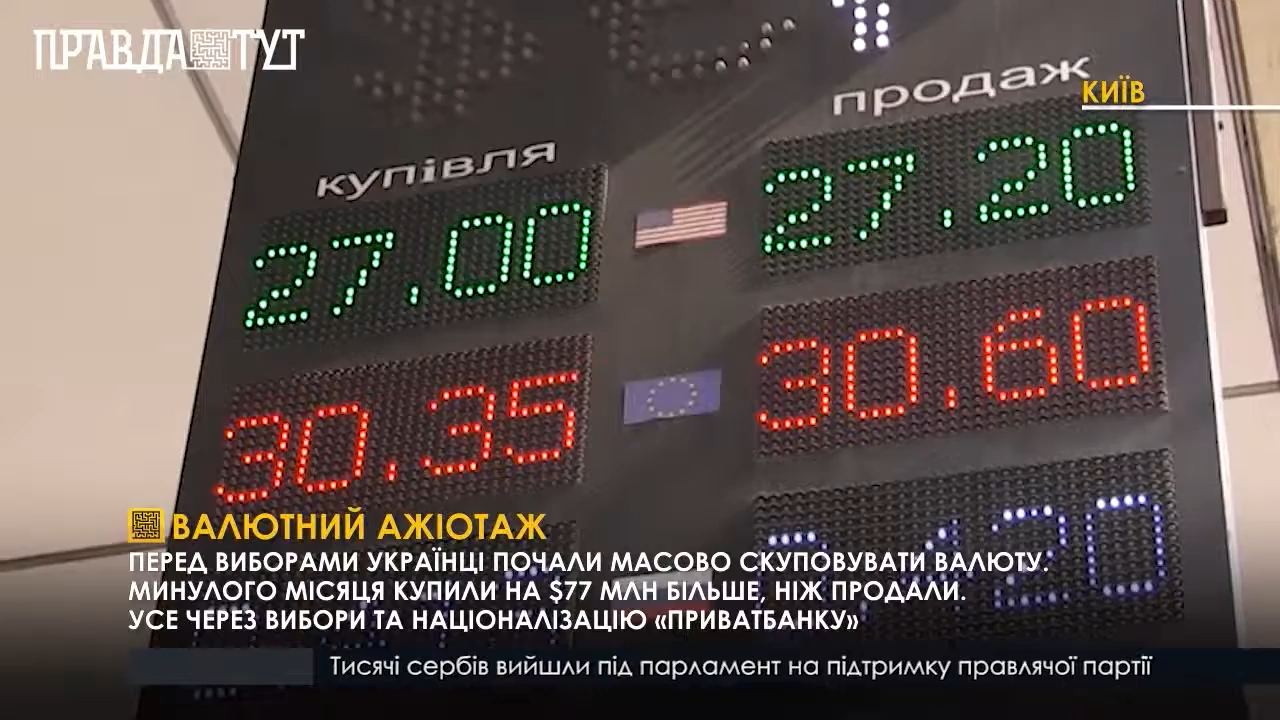 ПРАВДА ТУТ
КИЇВ
купівля продаж
27.00 27.20
30.35 30.60
ВАЛЮТНИЙ АЖІОТАЖ
ПЕРЕД ВИБОРАМИ УКРАЇНЦІ ПОЧАЛИ МАСОВО СКУПОВУВАТИ ВАЛЮТУ.
МИНУЛОГО МІСЯЦЯ КУПИЛИ НА $77 МЛН БІЛЬШЕ, НІЖ ПРОДАЛИ.
УСЕ ЧЕРЕЗ ВИБОРИ ТА НАЦІОНАЛІЗАЦІЮ «ПРИВАТБАНКУ»
Тисячі сербів вийшли під парламент на підтримку правлячої партії